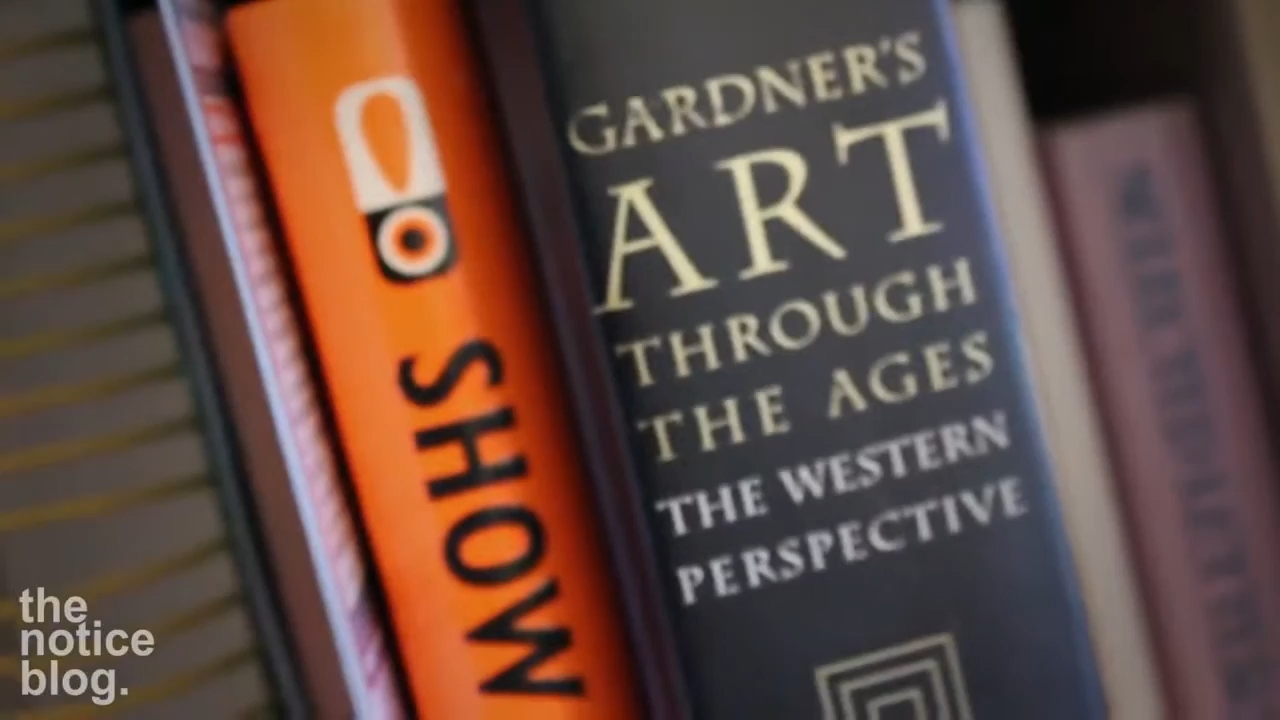 SHOW
GARDNER'S
ART
THROUGH
THE AGES
THE WESTERN
PERSPECTIVE
the
notice
blog.